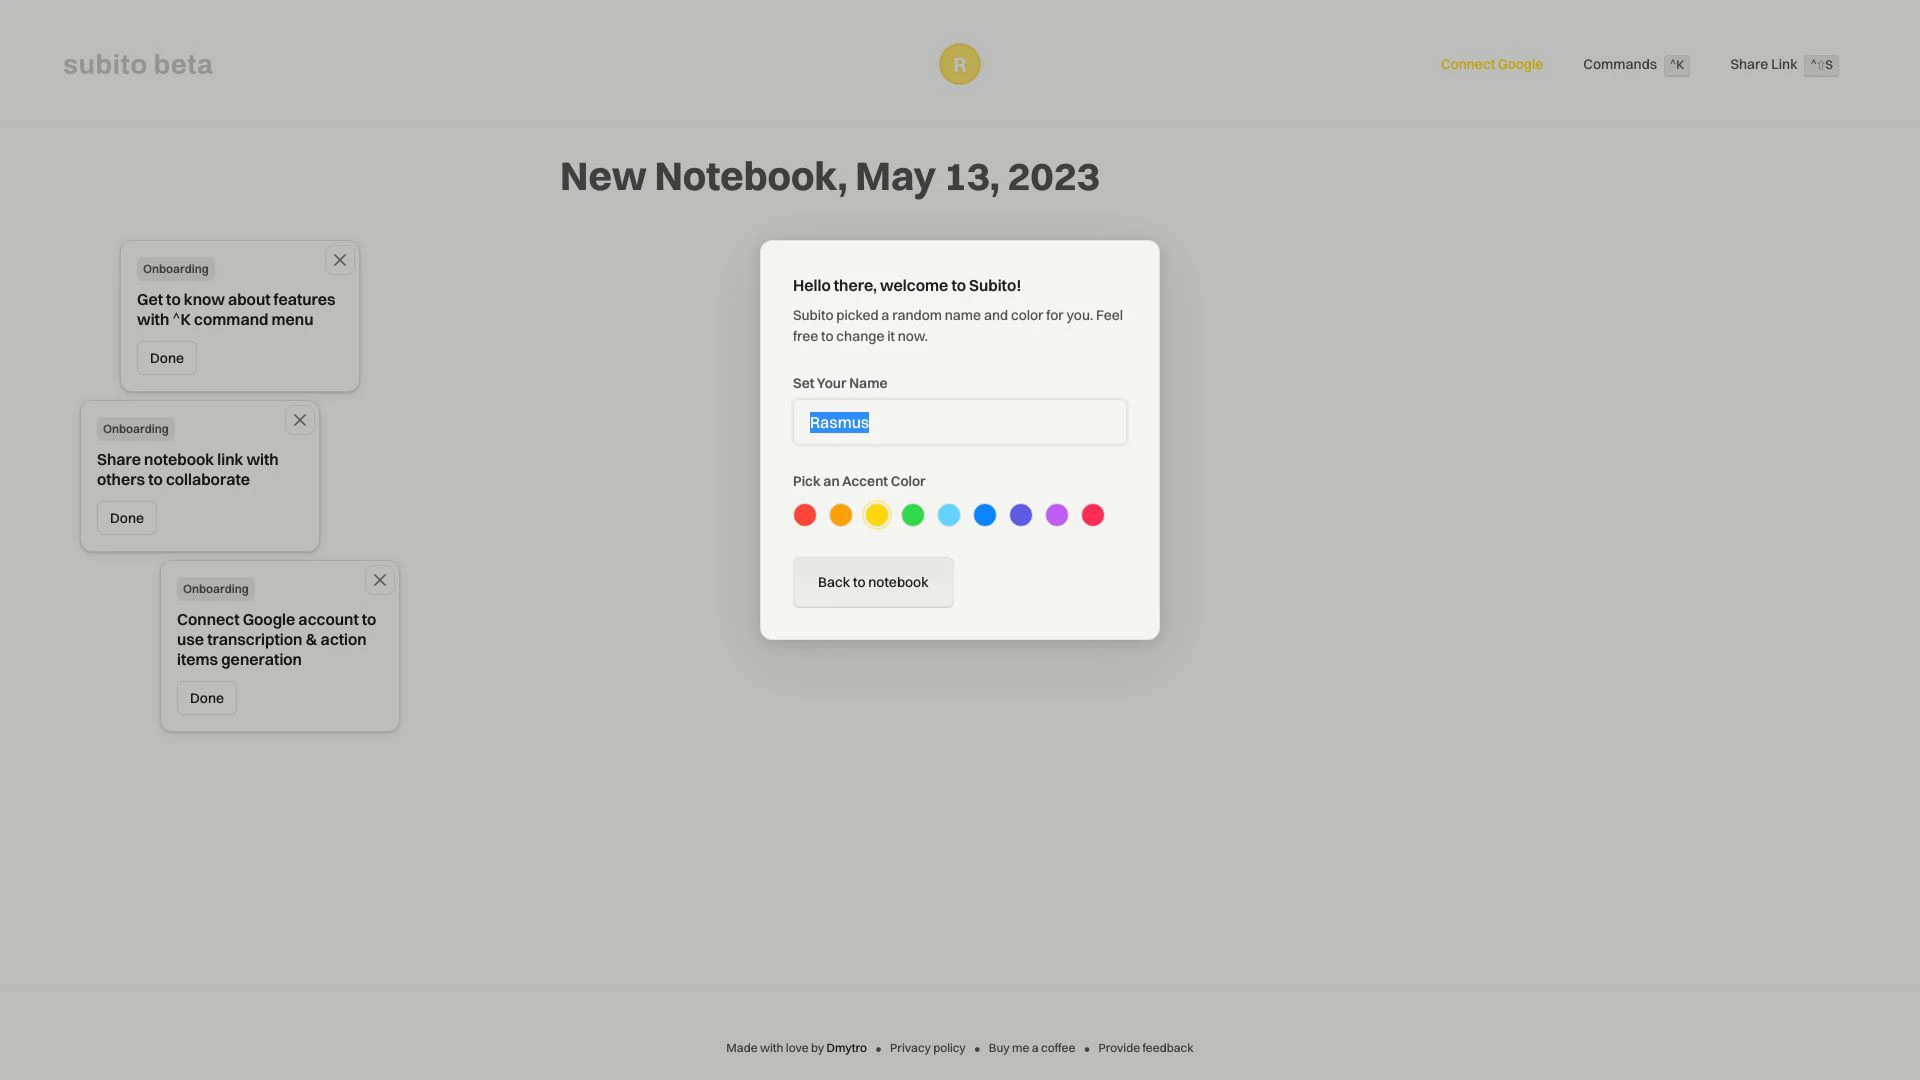 subito beta
R
Connect Google
Commands ^K
Share Link ^⇧S
New Notebook, May 13, 2023
Onboarding
Get to know about features
with ^K command menu
Done
Onboarding
Share notebook link with
others to collaborate
Done
Onboarding
Connect Google account to
use transcription & action
items generation
Done
Hello there, welcome to Subito!
Subito picked a random name and color for you. Feel
free to change it now.
Set Your Name
Rasmus
Pick an Accent Color
Back to notebook
Made with love by Dmytro • Privacy policy • Buy me a coffee • Provide feedback